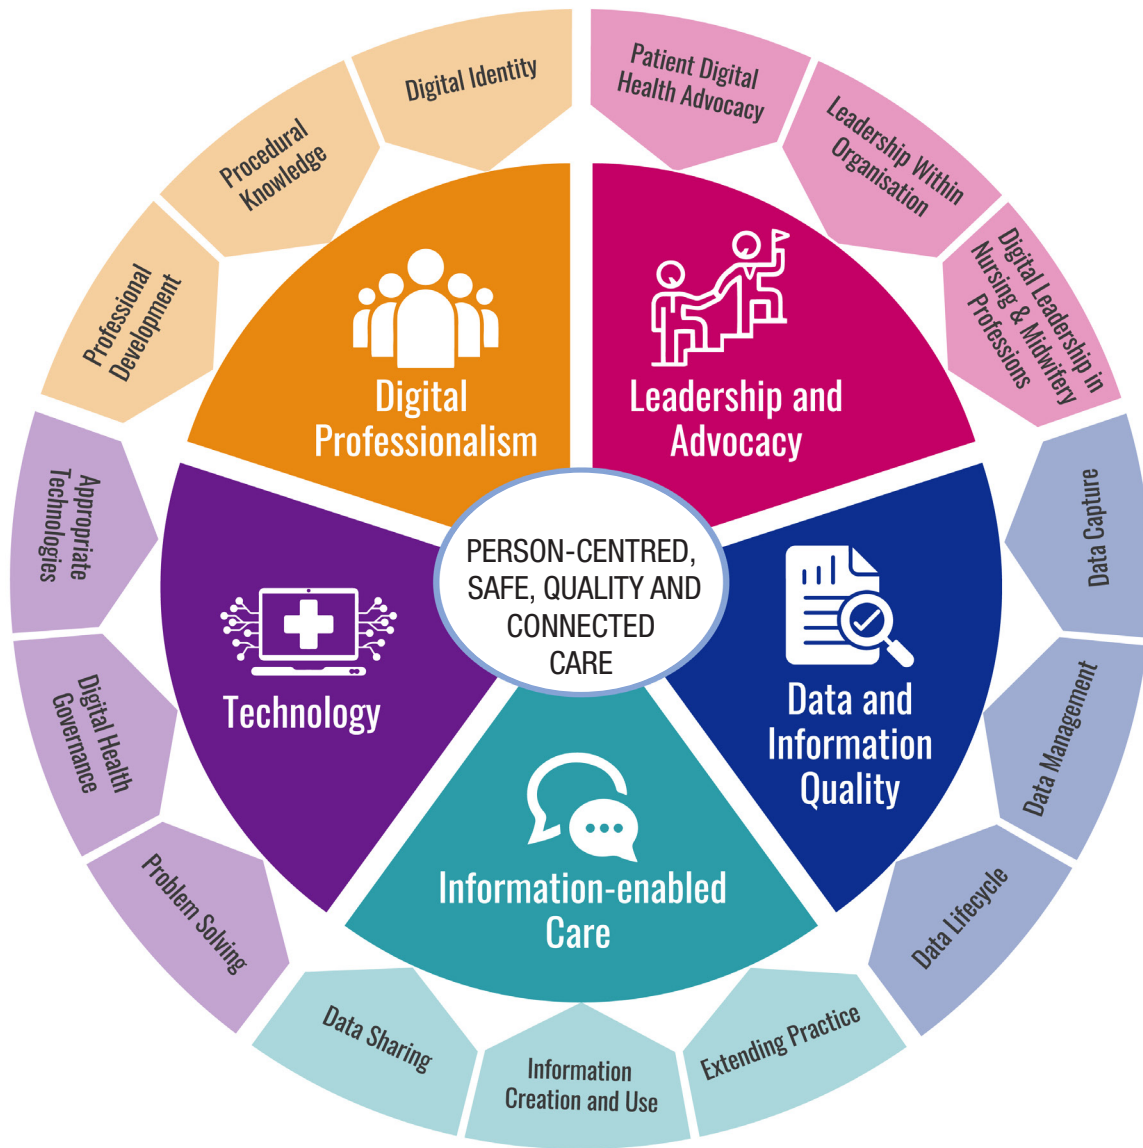 Digital Identity
Patient Digital
Health Advocacy
Leadership Within
Organisation
Digital Leadership in
Nursing & Midwifery
Professions
Procedural
Knowledge
Professional
Development
Digital
Professionalism
Leadership and
Advocacy
Appropriate
Technologies
Data Capture
PERSON-CENTRED,
SAFE, QUALITY AND
CONNECTED
CARE
Technology
Data and
Information
Quality
Digital Health
Governance
Data Management
Problem Solving
Information-enabled
Care
Data Lifecycle
Data Sharing
Information
Creation and Use
Extending Practice